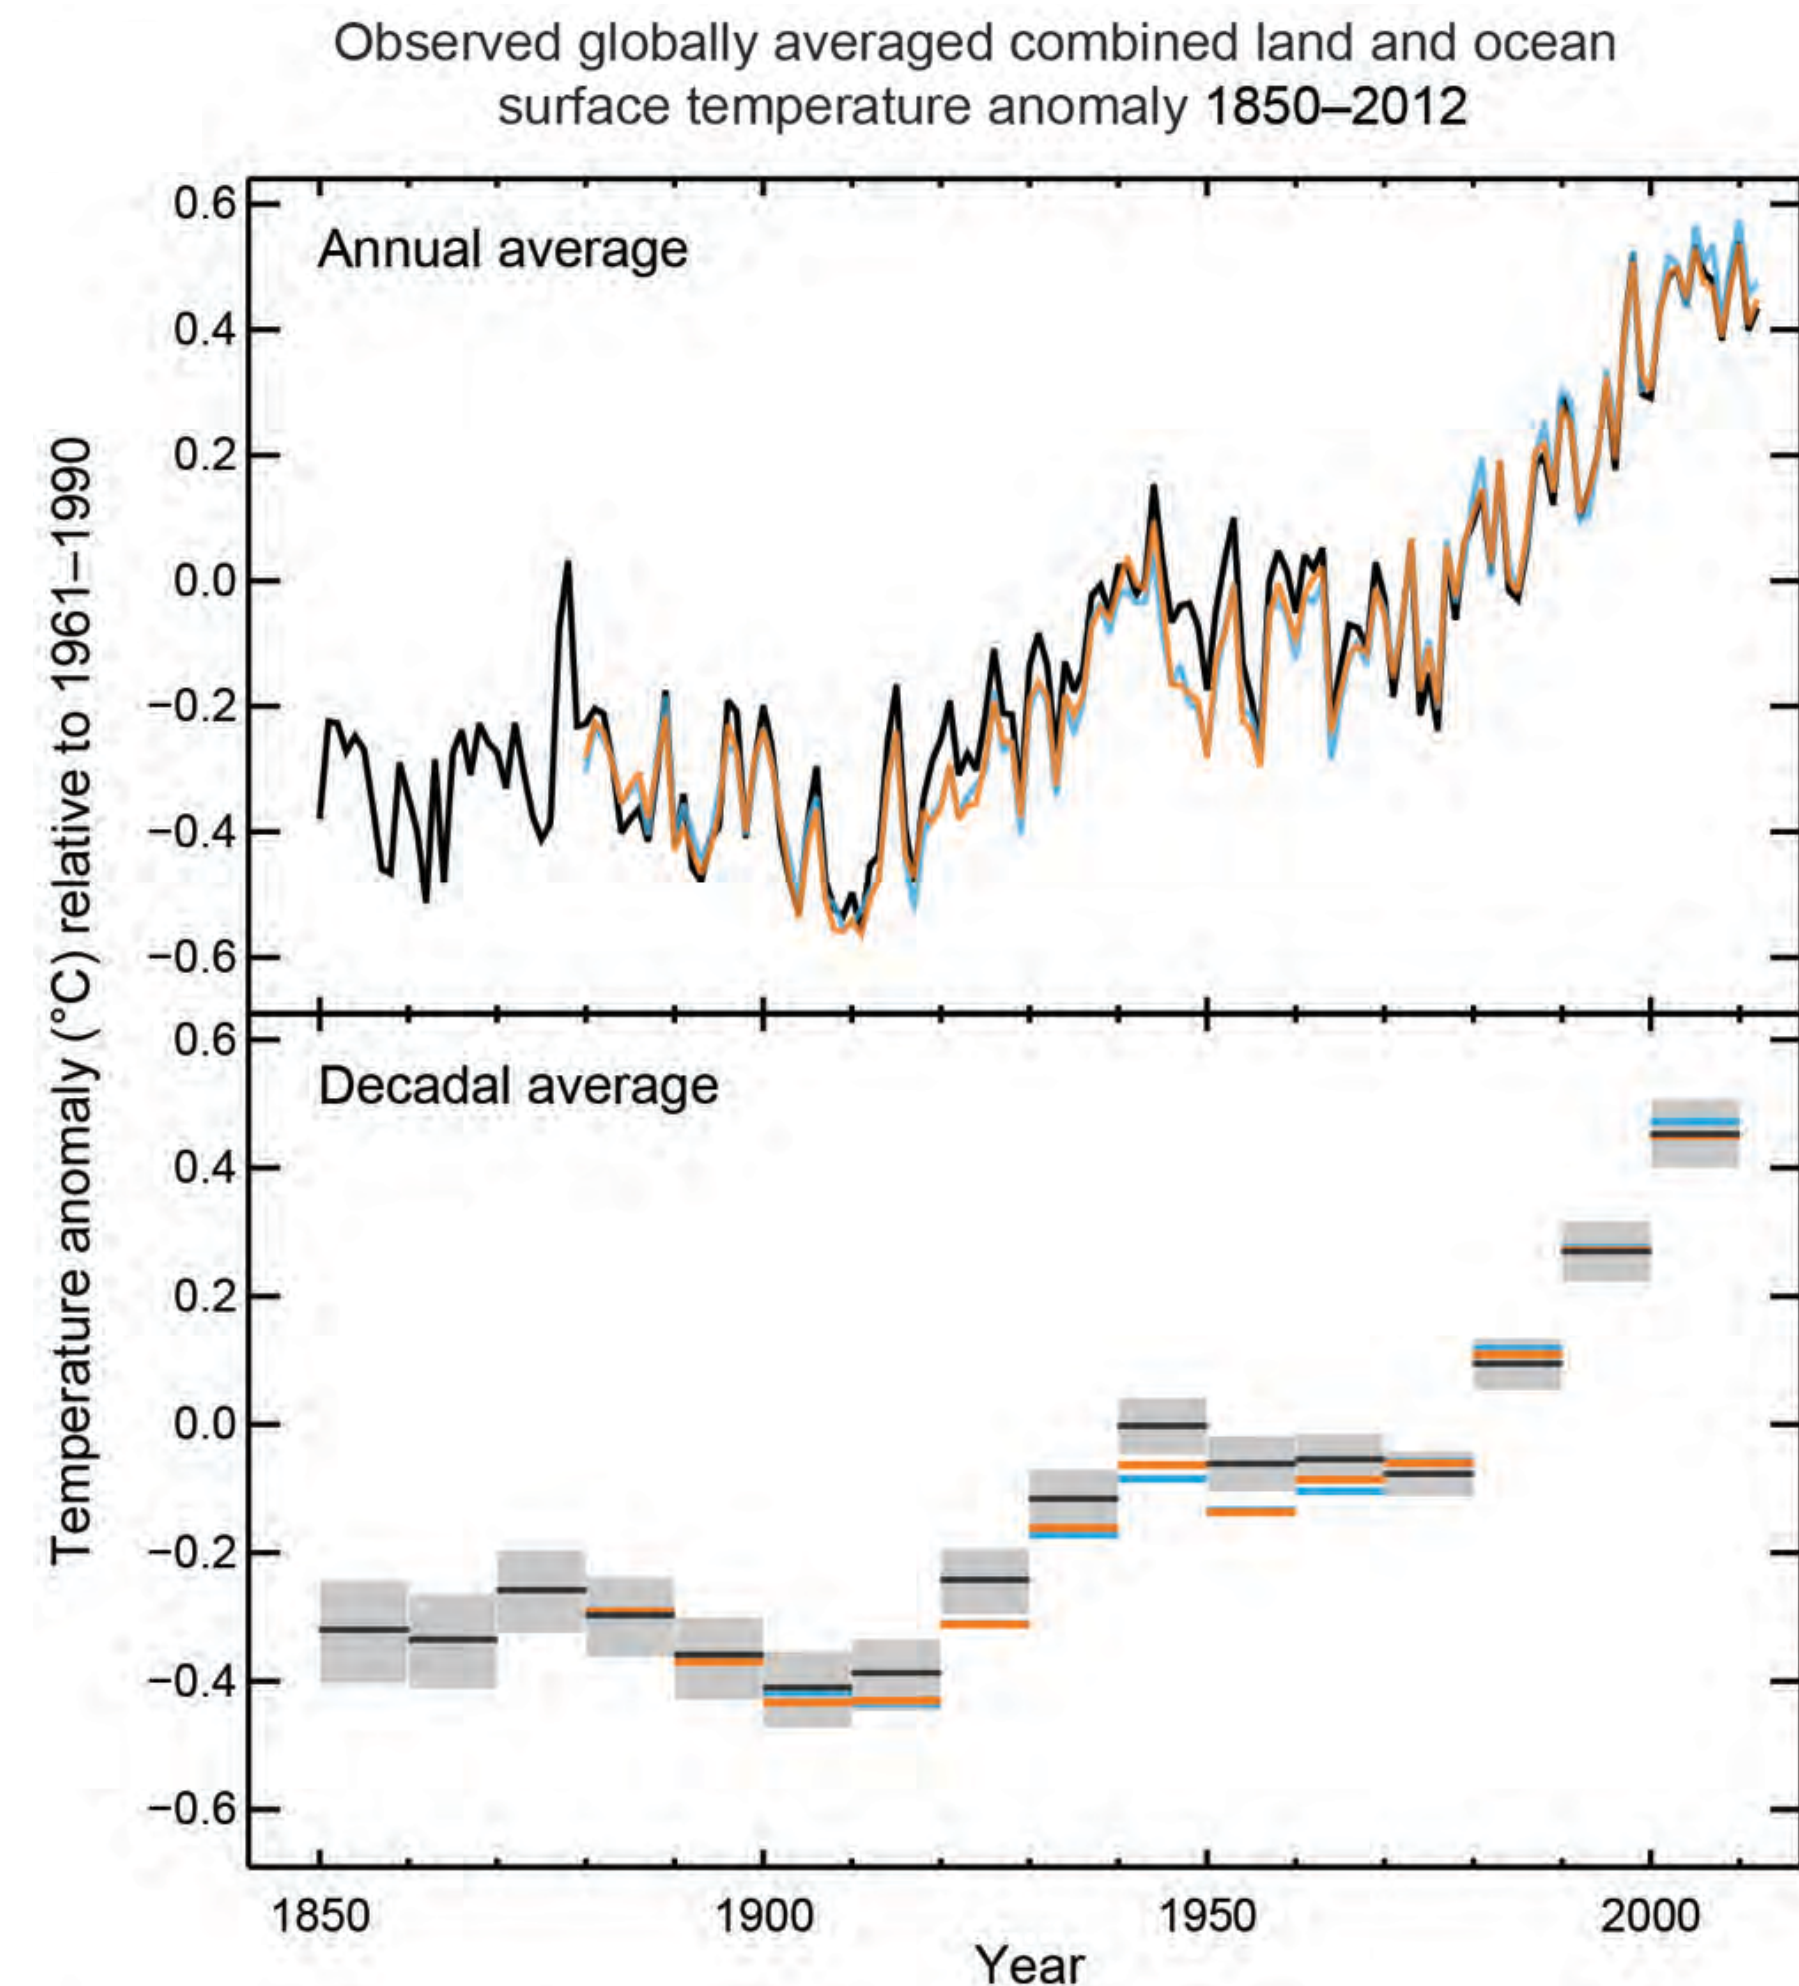 Observed globally averaged combined land and ocean
surface temperature anomaly 1850–2012
Temperature anomaly (°C) relative to 1961–1990
Annual average
0.6
0.4
0.2
0.0
−0.2
−0.4
−0.6
Decadal average
0.6
0.4
0.2
0.0
−0.2
−0.4
−0.6
1850 1900 1950 2000
Year